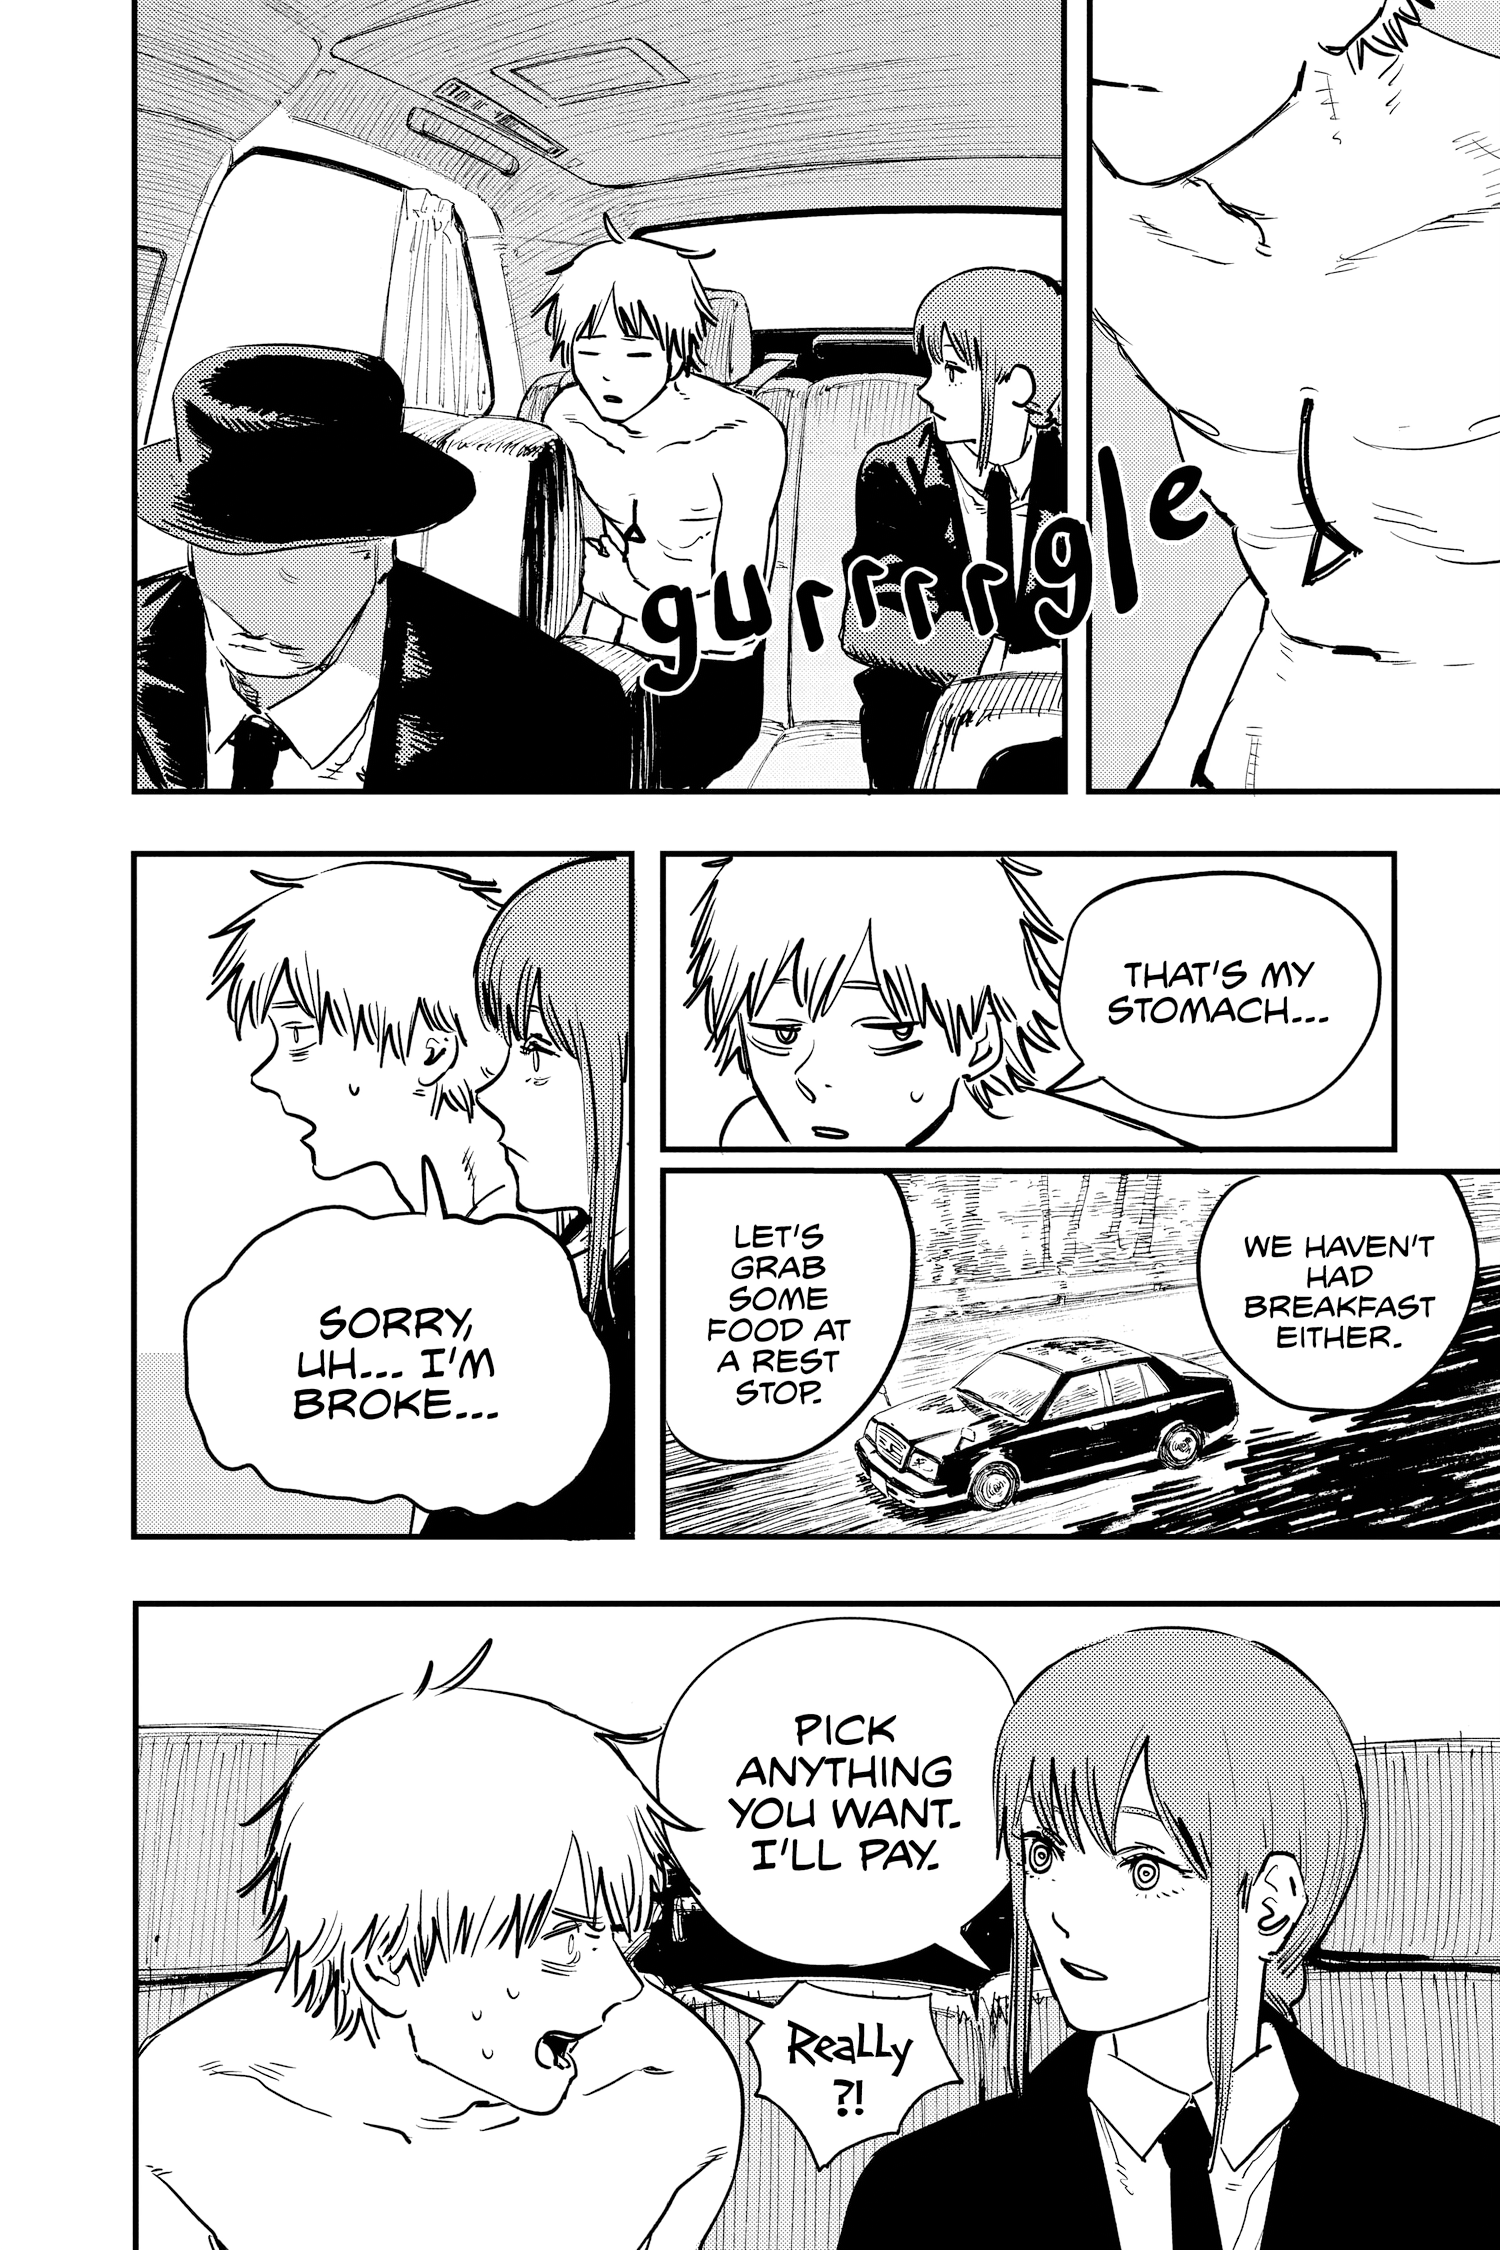 gurrrrgle
THAT'S MY
STOMACH...
WE HAVEN'T
HAD
BREAKFAST
EITHER.
LET'S
GRAB
SOME
FOOD AT
A REST
STOP.
SORRY,
UH... I'M
BROKE...
PICK
ANYTHING
YOU WANT.
I'LL PAY.
Really
?!